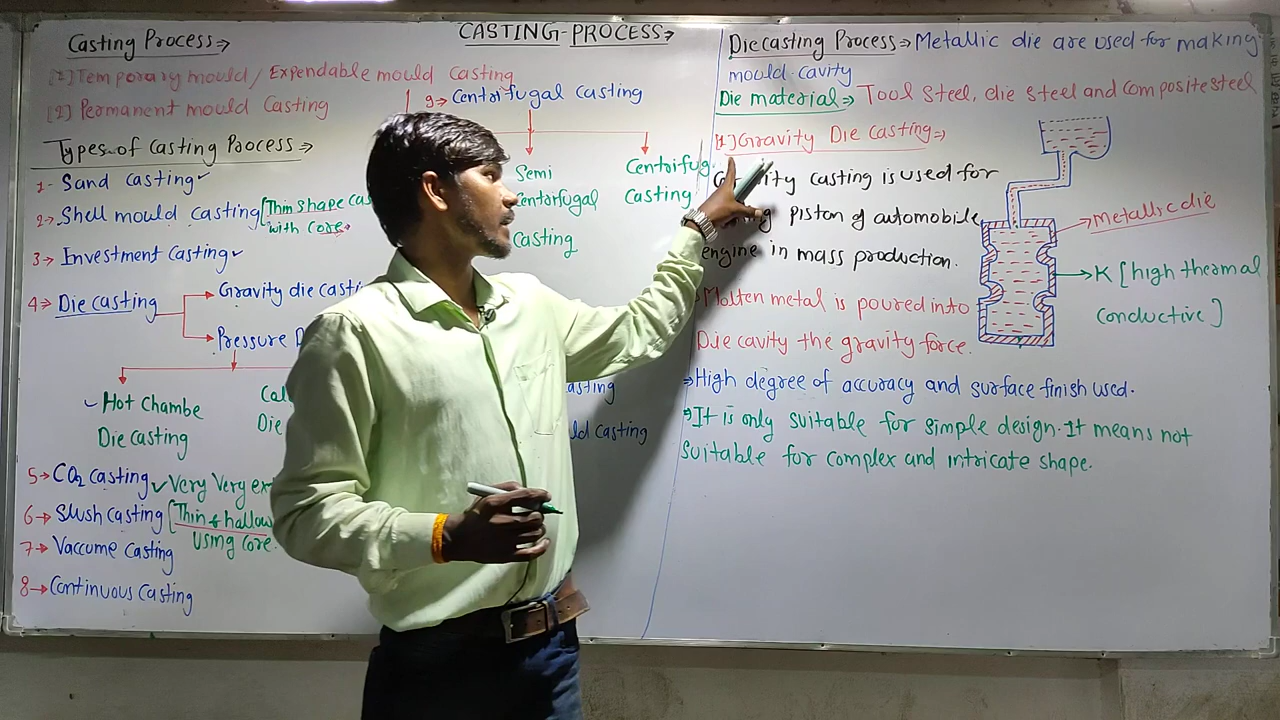 CASTING-PROCESS⇒
Casting Process⇒
[1] Temporary mould/Expendable mould Casting
[2] Permanent mould Casting
Types of Casting Process⇒
1- Sand casting✓
2→ Shell mould casting [Thin shape
with core→
3→ Investment Casting✓
4→ Die casting
Gravity die
Pressure
Hot Chambe
Die casting
Die
5→ CO2 casting ✓ Very Very
6→ Slush casting [Thin & hallow
Using core.
7→ Vaccume Casting
8→ Continuous Casting
9→ Centrifugal Casting
Semi
Centrifugal
Casting
Casting
casting
Diecasting Process⇒ Metallic die are used for making
mould cavity
Die material⇒ Tool steel, die steel and composite steel
[1] Gravity Die Casting⇒
casting is used for
piston of automobile
engine in mass production.
Molten metal is poured into
Die cavity the gravity force.
⇒High degree of accuracy and surface finish used.
⇒It is only suitable for simple design. It means not
Suitable for complex and intricate shape.
Metallic die
K [high thermal
conductive]